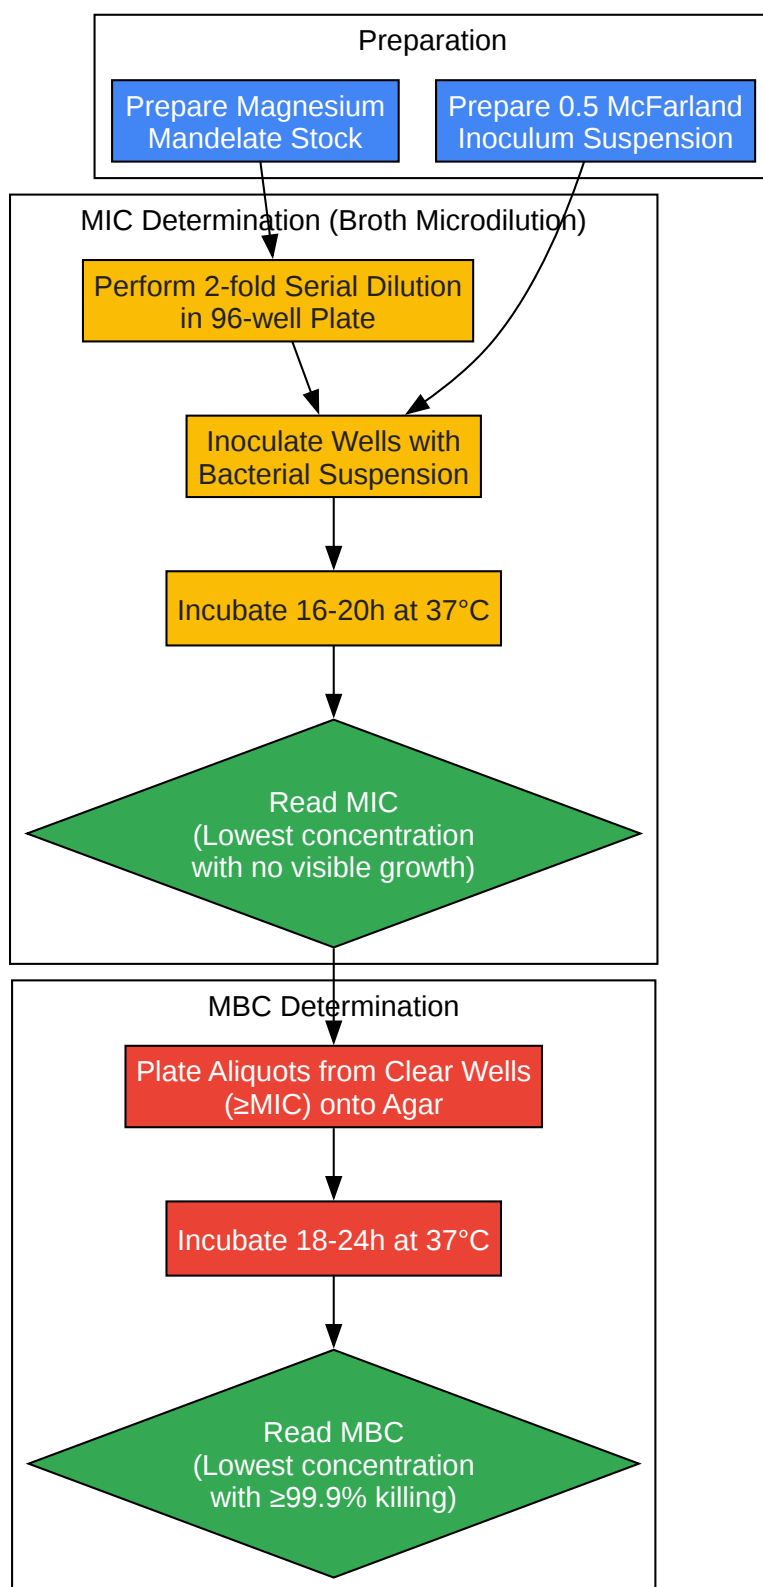 Preparation
Prepare Magnesium
Mandelate Stock
Prepare 0.5 McFarland
Inoculum Suspension
MIC Determination (Broth Microdilution)
Perform 2-fold Serial Dilution
in 96-well Plate
Inoculate Wells with
Bacterial Suspension
Incubate 16-20h at 37°C
Read MIC
(Lowest concentration
with no visible growth)
MBC Determination
Plate Aliquots from Clear Wells
(≥MIC) onto Agar
Incubate 18-24h at 37°C
Read MBC
(Lowest concentration
with ≥99.9% killing)